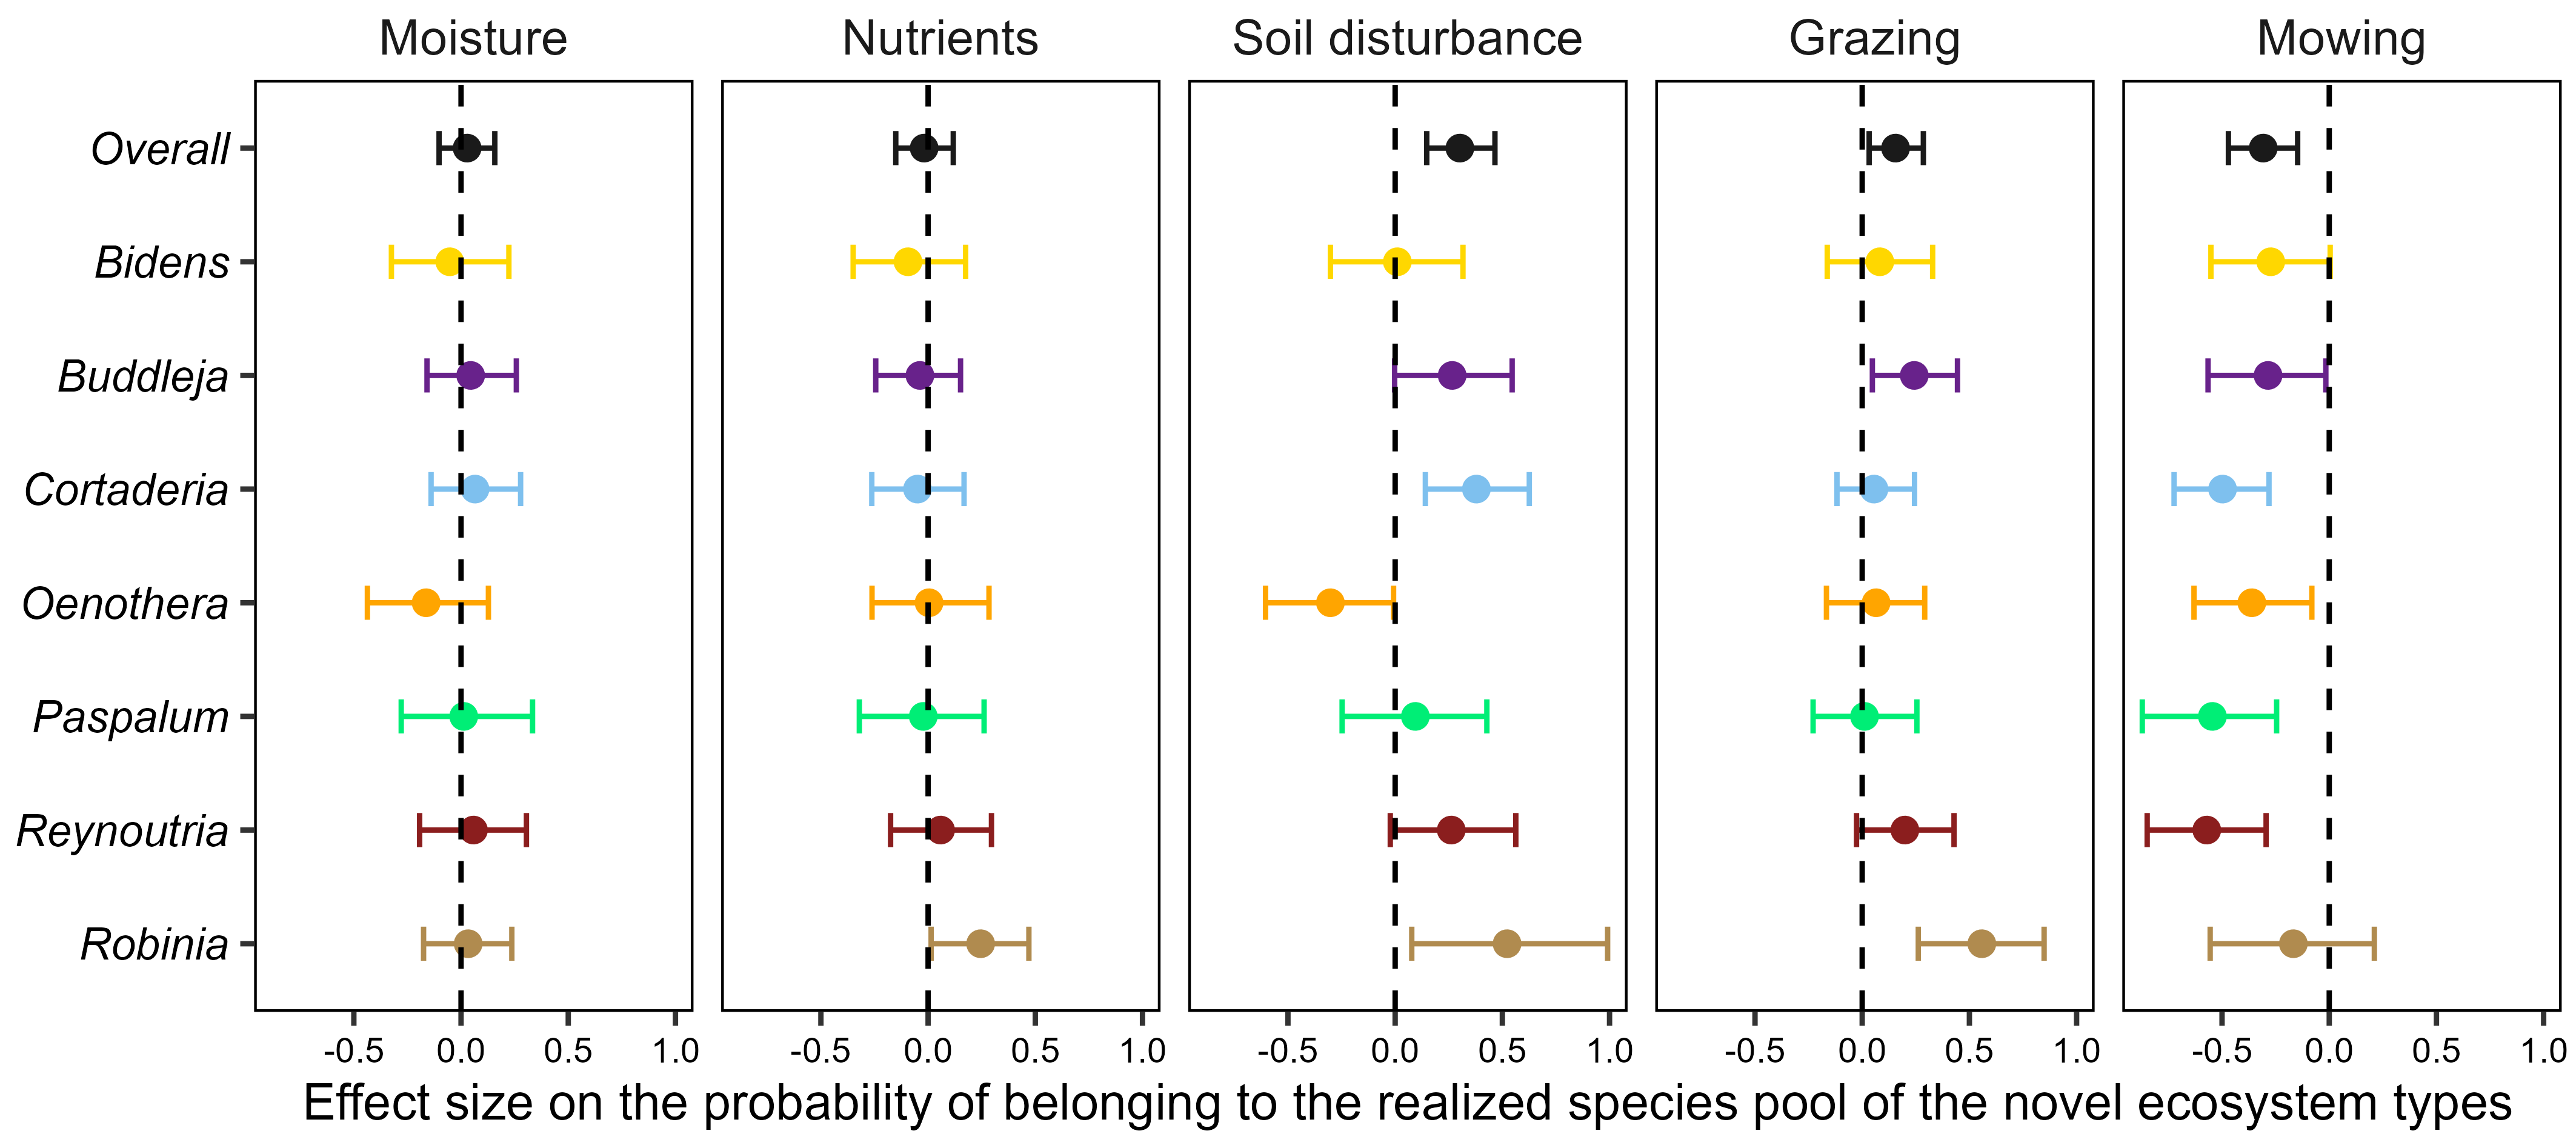 Moisture Nutrients Soil disturbance Grazing Mowing
Overall
Bidens
Buddleja
Cortaderia
Oenothera
Paspalum
Reynoutria
Robinia
-0.5 0.0 0.5 1.0 -0.5 0.0 0.5 1.0 -0.5 0.0 0.5 1.0 -0.5 0.0 0.5 1.0 -0.5 0.0 0.5 1.0
Effect size on the probability of belonging to the realized species pool of the novel ecosystem types